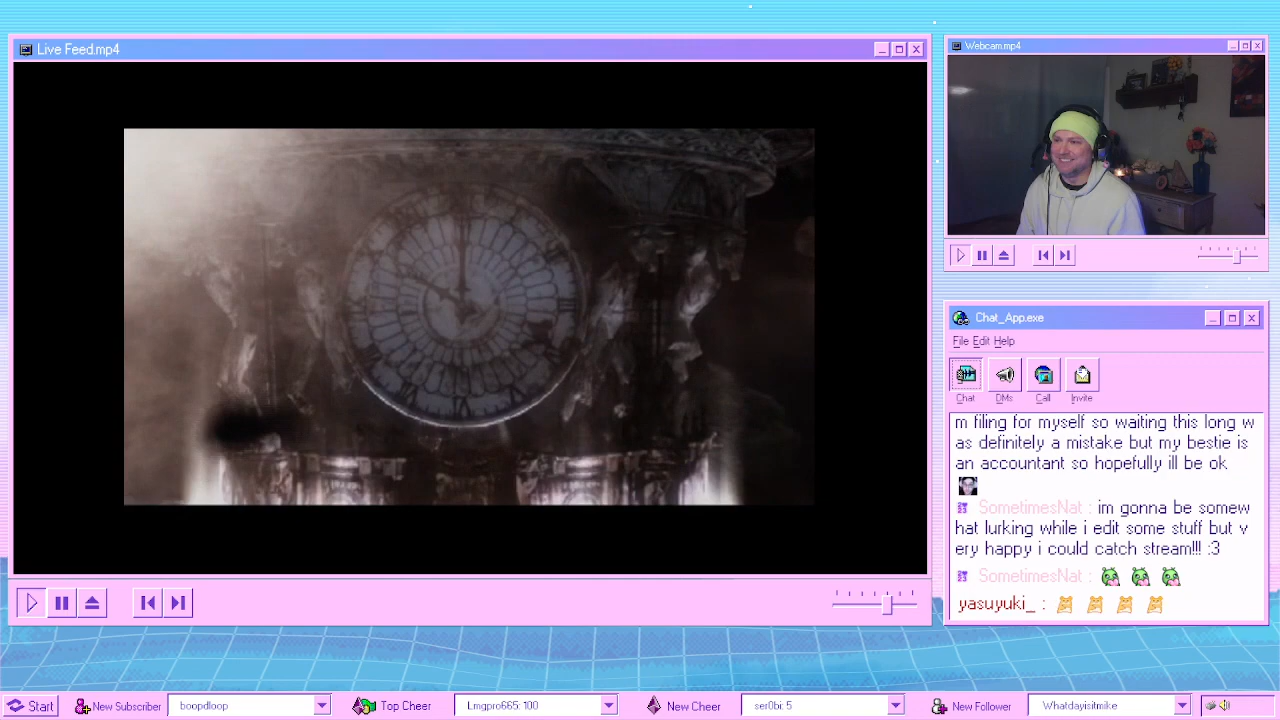 Live Feed.mp4
Webcam.mp4
Chat_App.exe
File Edit Help
Chat DMs Call Invite
m filing for myself so waiting this long w
as definitely a mistake but my bestie is
an accountant so hopefully ill be ok
SometimesNat : im gonna be somew
hat lurking while i edit some stuff but v
ery happy i could catch stream!!! :3
SometimesNat :
yasuyuki_ :
Start New Subscriber boopdloop Top Cheer Lmgpro665: 100 New Cheer ser0bi: 5 New Follower Whatdayisitmike